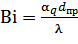 Bi = α_q d_пр / λ